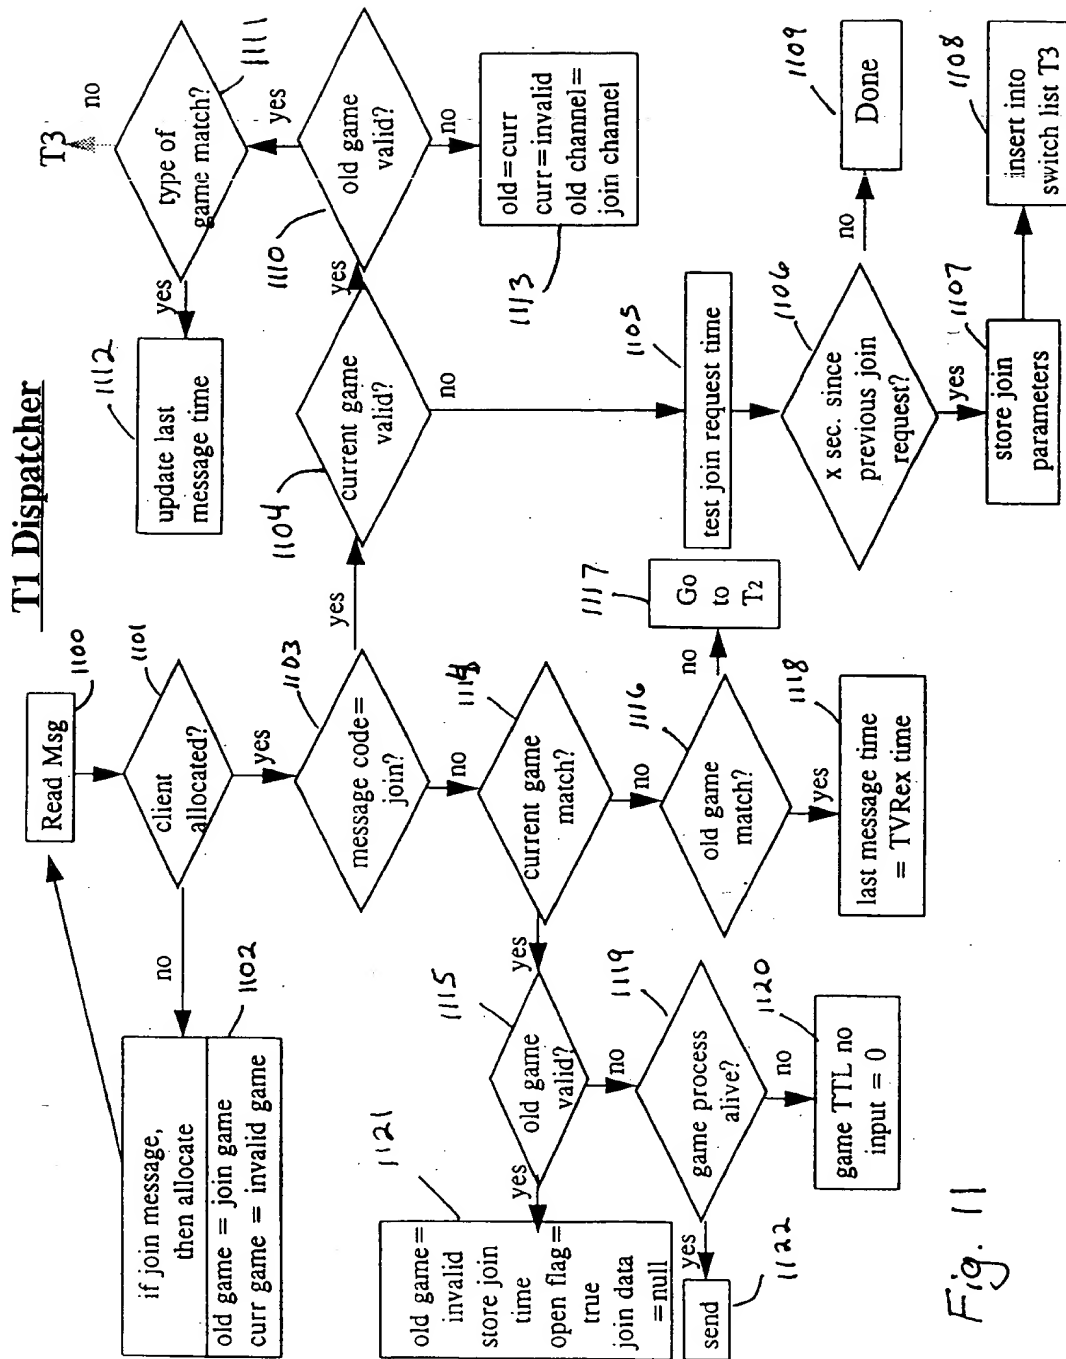 T1 Dispatcher
Read Msg
1100
client
allocated?
1101
no
yes
if join message,
then allocate
old game = join game
curr game = invalid game
1102
message code=
join?
1103
yes
no
current game
valid?
1104
yes
no
old game
valid?
1110
yes
no
type of
game match?
1111
no
yes
T3
update last
message time
1112
old=curr
curr=invalid
old channel=
join channel
1113
test join request time
1105
x sec. since
previous join
request?
1106
no
yes
Done
1109
store join
parameters
1107
insert into
switch list T3
1108
current game
match?
1114
yes
no
old game
match?
1116
no
yes
Go
to
T2
1117
last message time
= TVRex time
1118
old game
valid?
1115
yes
no
game process
alive?
1119
yes
no
game TTL no
input = 0
1120
old game=
invalid
store join
time
open flag=
true
join data
=null
1121
send
1122
Fig. 11